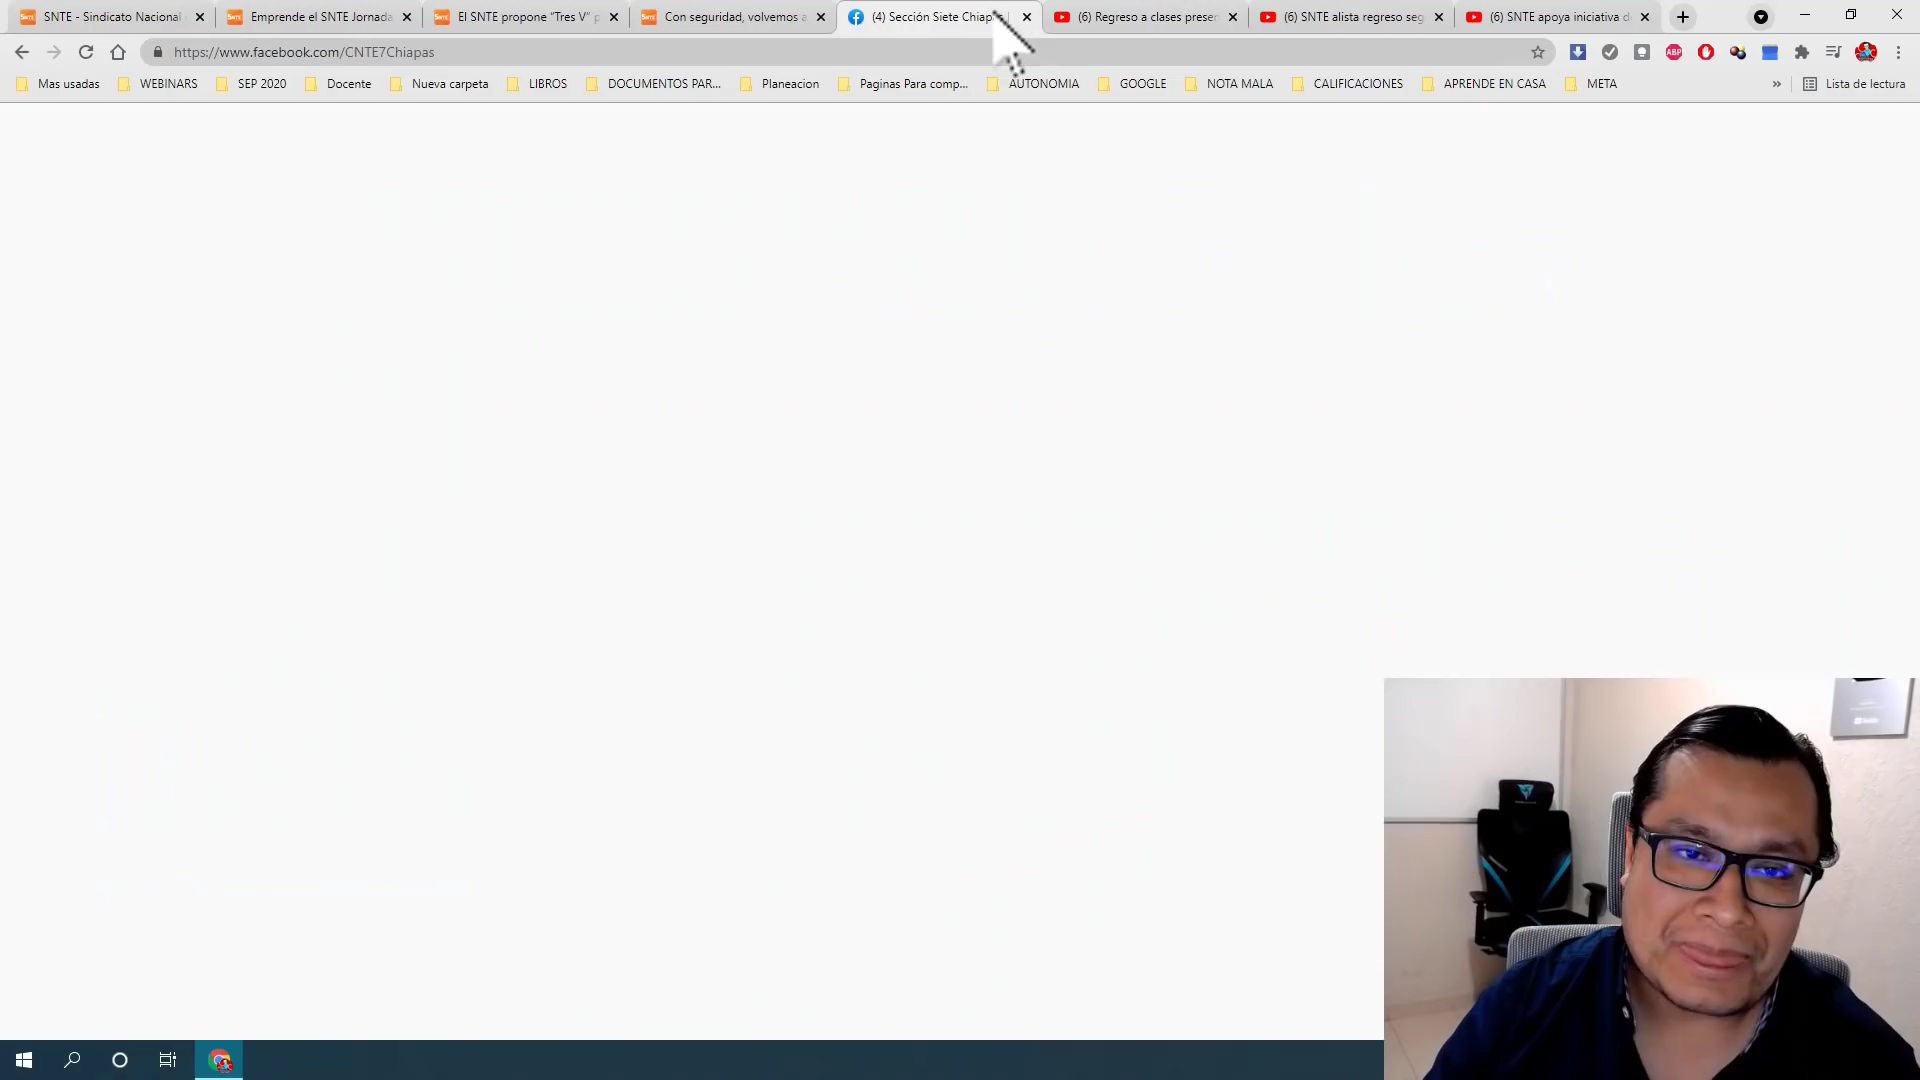 SNTE - Sindicato Nacional
Emprende el SNTE Jornada
El SNTE propone "Tres V" p
Con seguridad, volvemos a
(4) Sección Siete Chiap
(6) Regreso a clases presen
(6) SNTE alista regreso seg
(6) SNTE apoya iniciativa d
https://www.facebook.com/CNTE7Chiapas
ABP
Mas usadas
WEBINARS
SEP 2020
Docente
Nueva carpeta
LIBROS
DOCUMENTOS PAR...
Planeacion
Paginas Para comp...
AUTONOMIA
GOOGLE
NOTA MALA
CALIFICACIONES
APRENDE EN CASA
META
»
Lista de lectura